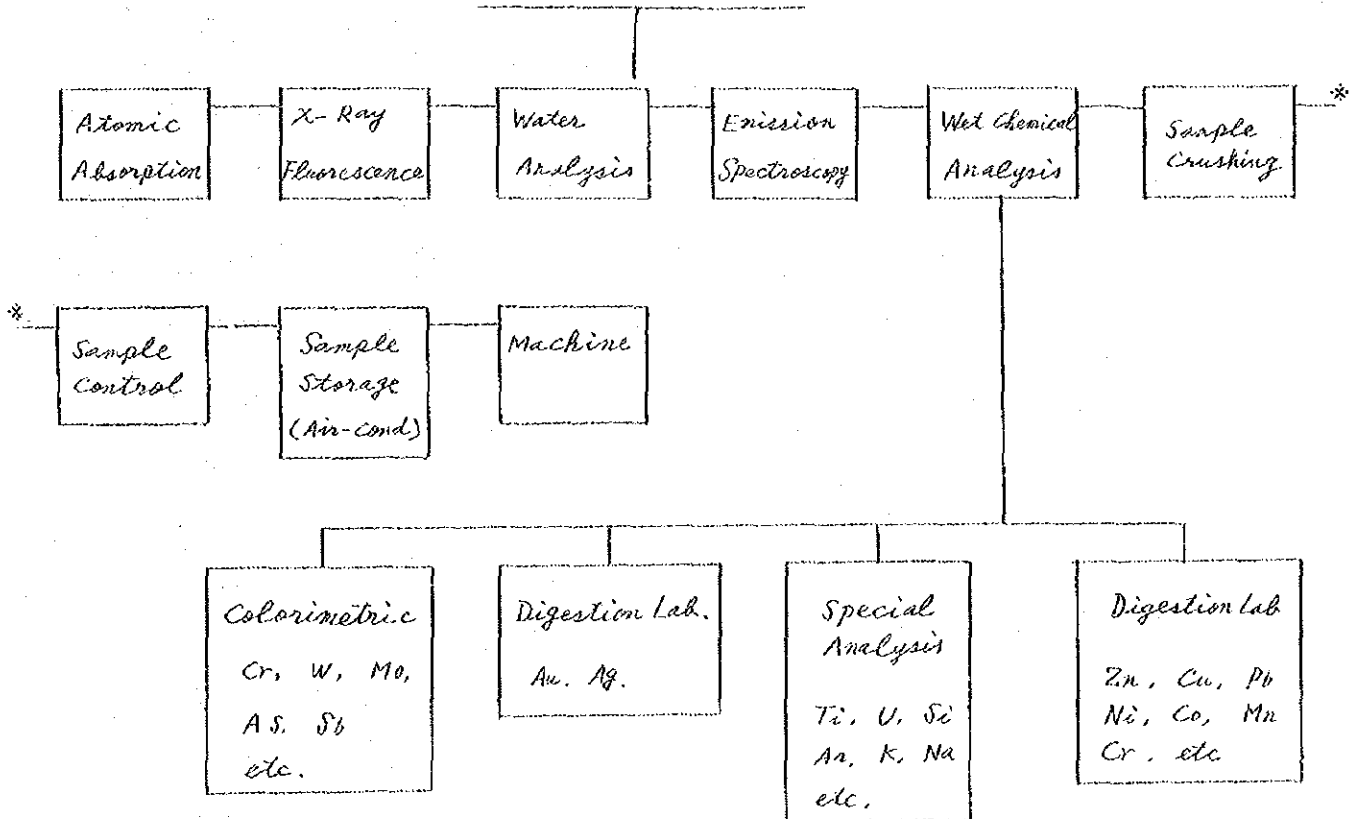 Atomic
Absorption
X-Ray
Fluorescence
Water
Analysis
Emission
Spectroscopy
Wet Chemical
Analysis
Sample
Crushing
※
※
Sample
Control
Sample
Storage
(Air-cond)
Machine
Colorimetric
Cr, W, Mo,
As. Sb
etc.
Digestion Lab.
Au. Ag.
Special
Analysis
Ti. U. Si
An, K, Na
etc.
Digestion Lab
Zn, Cu, Pb
Ni, Co, Mn
Cr. etc